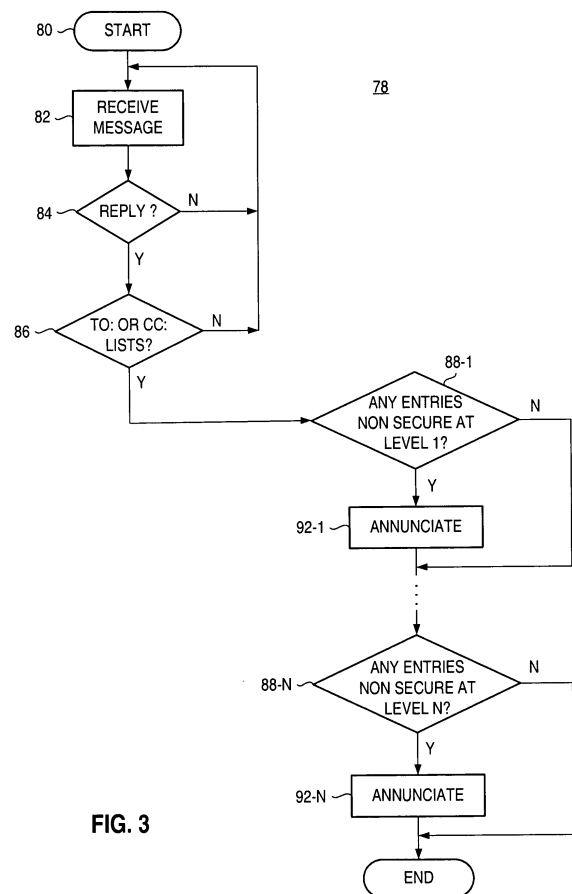 80
START
78
82
RECEIVE
MESSAGE
84
REPLY ?
N
Y
86
TO: OR CC:
LISTS?
N
Y
88-1
ANY ENTRIES
NON SECURE AT
LEVEL 1?
N
Y
92-1
ANNUNCIATE
88-N
ANY ENTRIES
NON SECURE AT
LEVEL N?
N
Y
92-N
ANNUNCIATE
FIG. 3
END